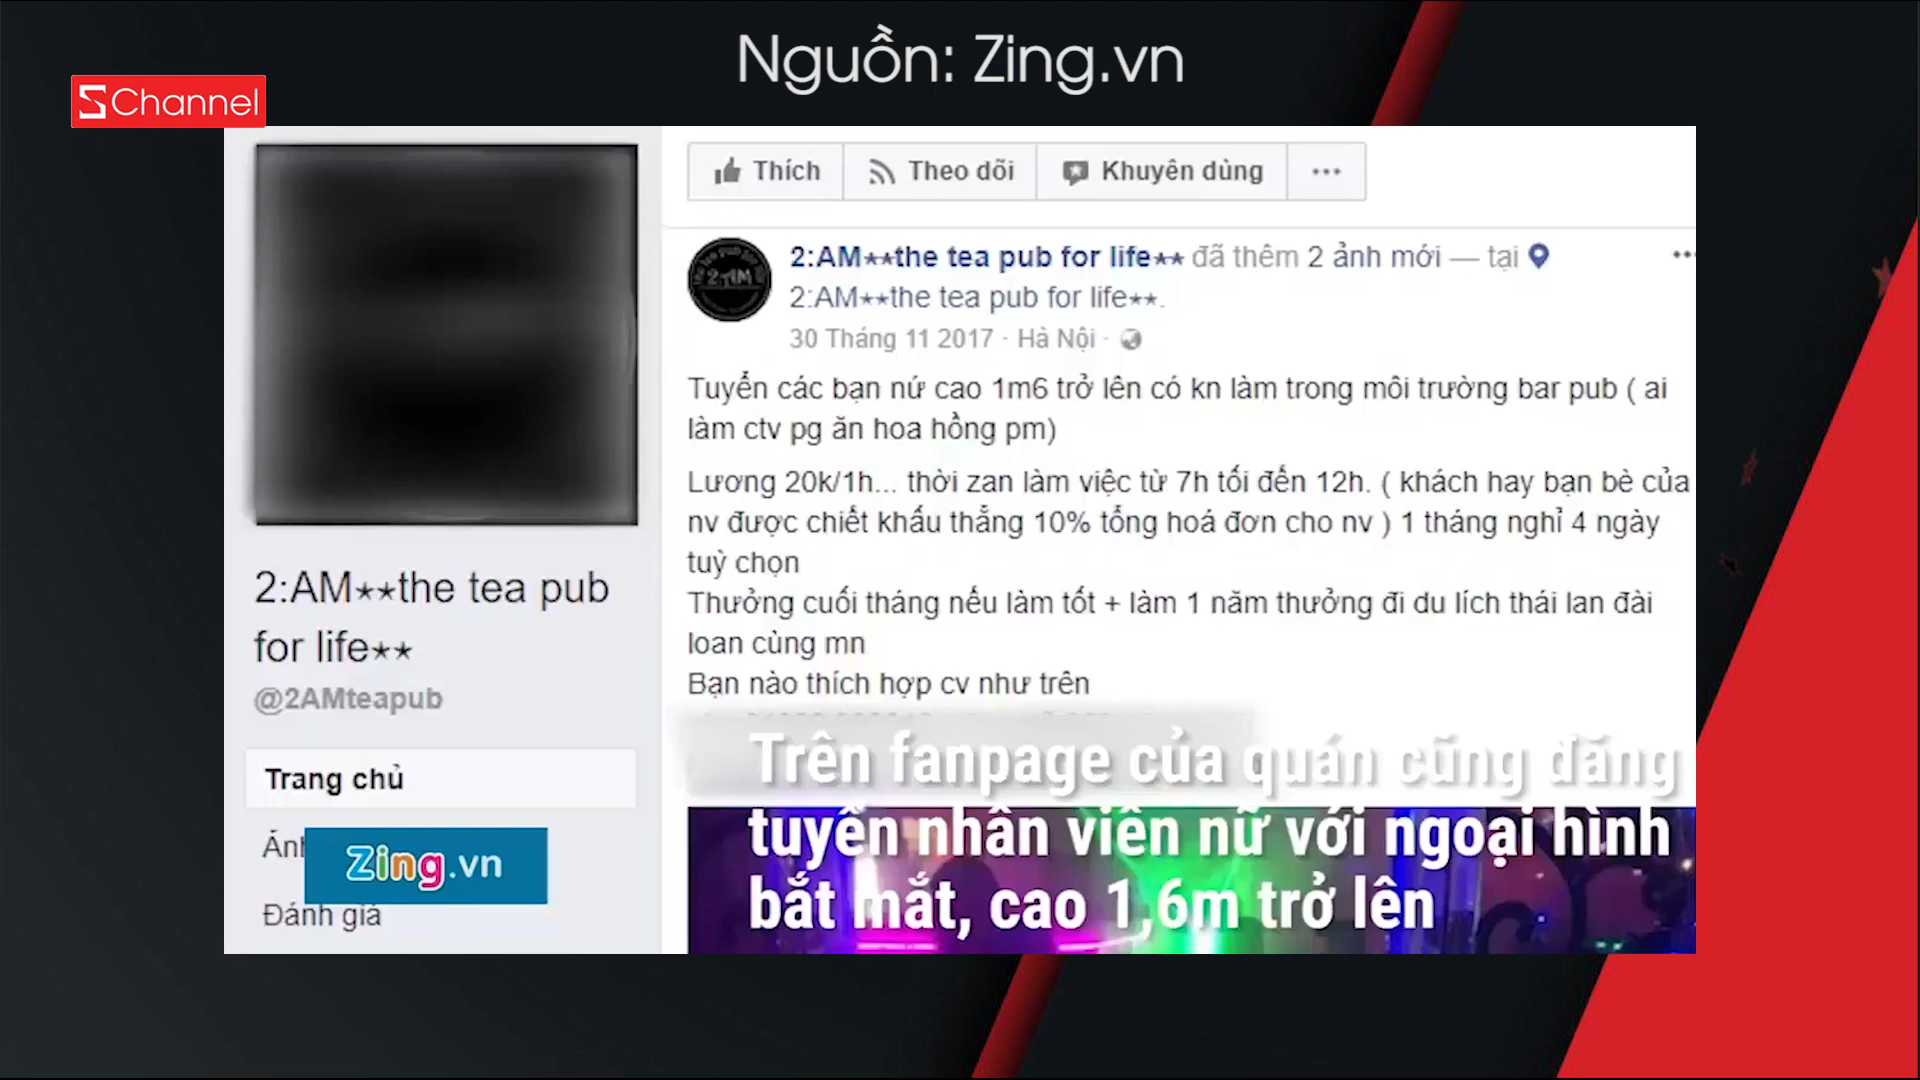 Nguồn: Zing.vn
SChannel
Thích
Theo dõi
Khuyên dùng
2:AM⋆⋆the tea pub for life⋆⋆ đã thêm 2 ảnh mới — tại
2:AM⋆⋆the tea pub for life⋆⋆.
30 Tháng 11 2017 · Hà Nội ·
2:AM
Tuyển các bạn nứ cao 1m6 trở lên có kn làm trong môi trường bar pub ( ai
làm ctv pg ăn hoa hồng pm)
Lương 20k/1h... thời zan làm việc từ 7h tối đến 12h. ( khách hay bạn bè của
nv được chiết khấu thẳng 10% tổng hoá đơn cho nv ) 1 tháng nghỉ 4 ngày
tuỳ chọn
Thưởng cuối tháng nếu làm tốt + làm 1 năm thưởng đi du lích thái lan đài
loan cùng mn
Bạn nào thích hợp cv như trên
2:AM⋆⋆the tea pub
for life⋆⋆
@2AMteapub
Trang chủ
Zing.vn
Đánh giá
Trên fanpage của quán cũng đăng
tuyển nhân viên nữ với ngoại hình
bắt mắt, cao 1,6m trở lên